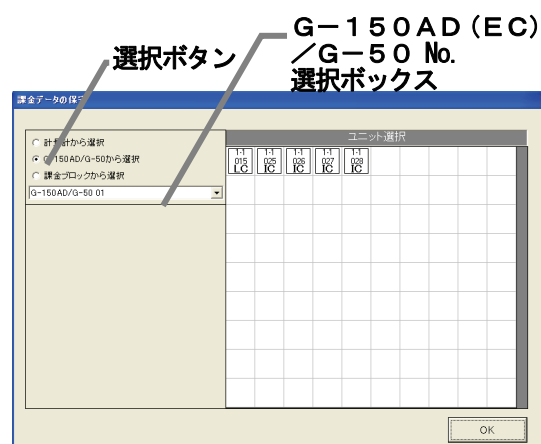 G－150AD（EC）
／G－50 No.
選択ボックス
選択ボタン
課金データの保
計 計から選択
G-150AD/G-50から選択
課金ブロックから選択
G-150AD/G-50 01
ユニット選択
1-1 1-1 1-1 1-1 1-1
015 025 026 027 028
LC IC IC IC IC
OK